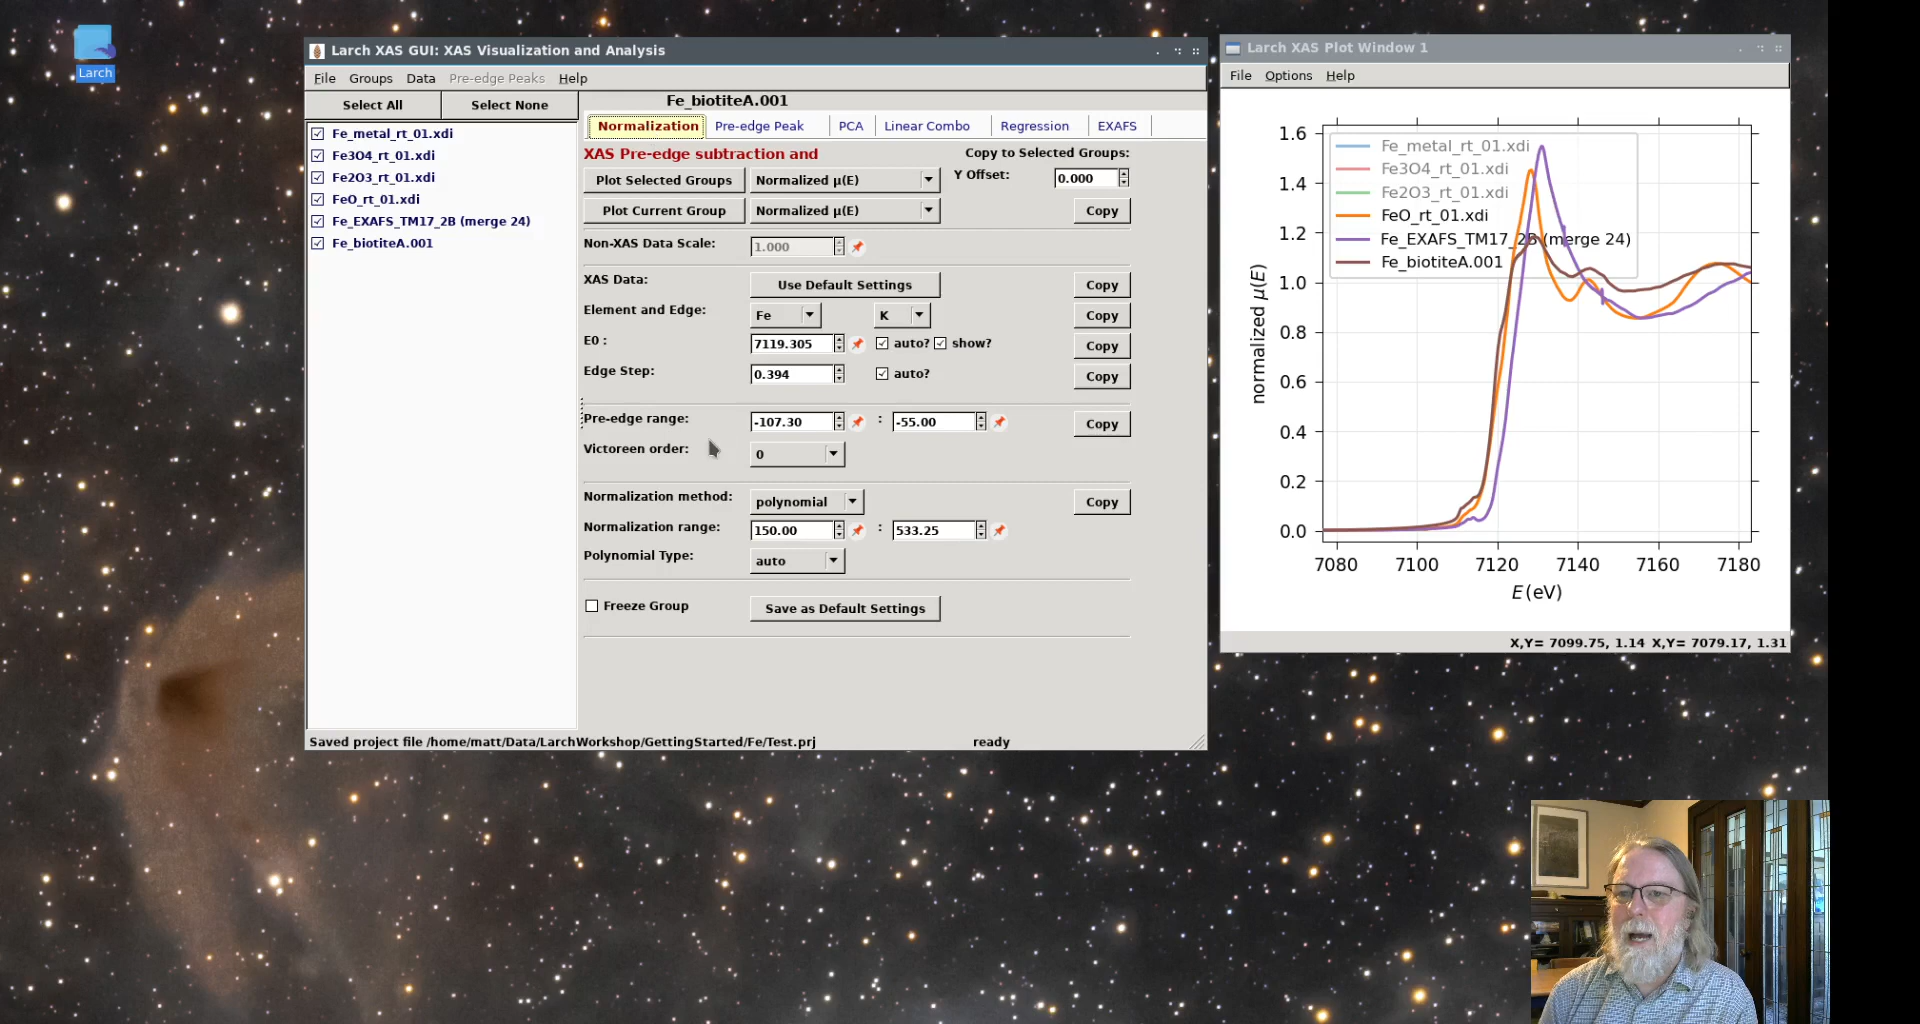 Larch
Larch XAS GUI: XAS Visualization and Analysis
File Groups Data Pre-edge Peaks Help
Select All Select None
Fe_metal_rt_01.xdi
Fe3O4_rt_01.xdi
Fe2O3_rt_01.xdi
FeO_rt_01.xdi
Fe_EXAFS_TM17_2B (merge 24)
Fe_biotiteA.001
Fe_biotiteA.001
Normalization Pre-edge Peak PCA Linear Combo Regression EXAFS
XAS Pre-edge subtraction and Copy to Selected Groups:
Plot Selected Groups Normalized μ(E) Y Offset: 0.000
Plot Current Group Normalized μ(E) Copy
Non-XAS Data Scale: 1.000
XAS Data: Use Default Settings Copy
Element and Edge: Fe K Copy
E0 : 7119.305 auto? show? Copy
Edge Step: 0.394 auto? Copy
Pre-edge range: -107.30 : -55.00 Copy
Victoreen order: 0
Normalization method: polynomial Copy
Normalization range: 150.00 : 533.25
Polynomial Type: auto
Freeze Group Save as Default Settings
Saved project file /home/matt/Data/LarchWorkshop/GettingStarted/Fe/Test.prj ready
Larch XAS Plot Window 1
File Options Help
Fe_metal_rt_01.xdi
Fe3O4_rt_01.xdi
Fe2O3_rt_01.xdi
FeO_rt_01.xdi
Fe_EXAFS_TM17_2B (merge 24)
Fe_biotiteA.001
normalized μ(E)
1.6
1.4
1.2
1.0
0.8
0.6
0.4
0.2
0.0
7080 7100 7120 7140 7160 7180
E (eV)
X,Y= 7099.75, 1.14 X,Y= 7079.17, 1.31